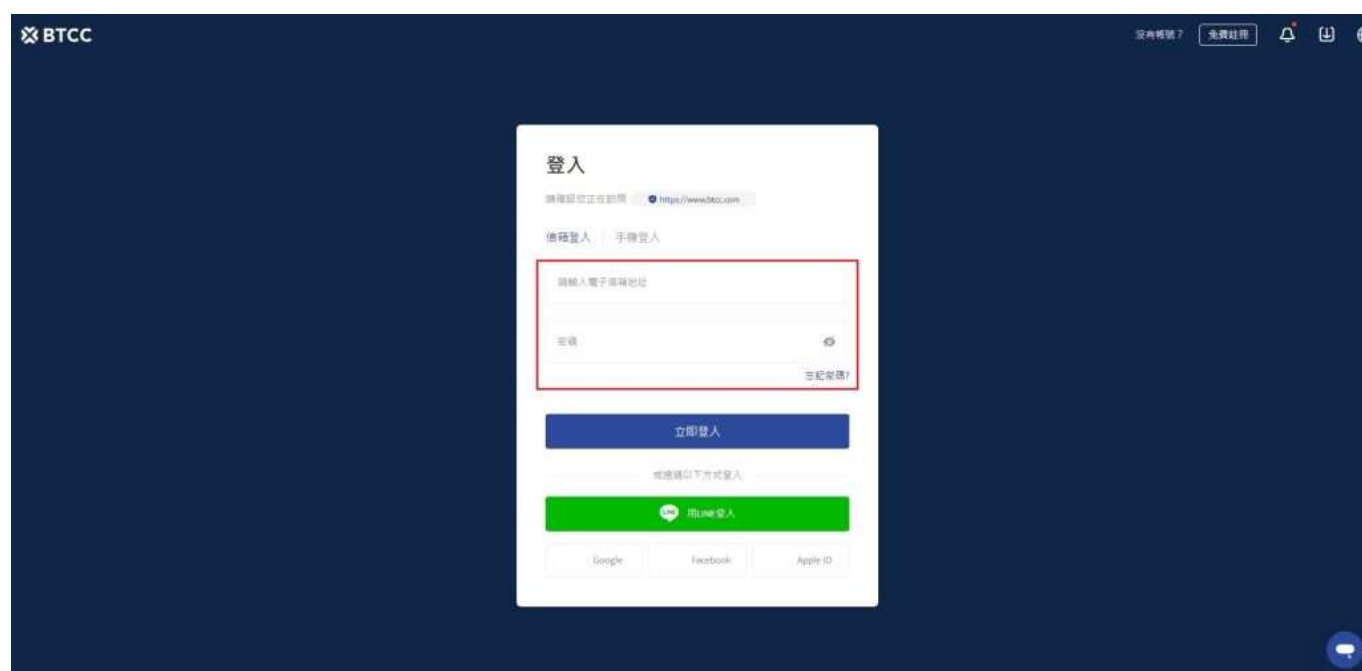 BTCC
沒有帳號？ 免費註冊
登入
請確認您正在訪問 https://www.btcc.com
信箱登入 手機登入
請輸入電子信箱地址
密碼
忘記密碼?
立即登入
或透過以下方式登入
LINE 用LINE登入
Google Facebook Apple ID